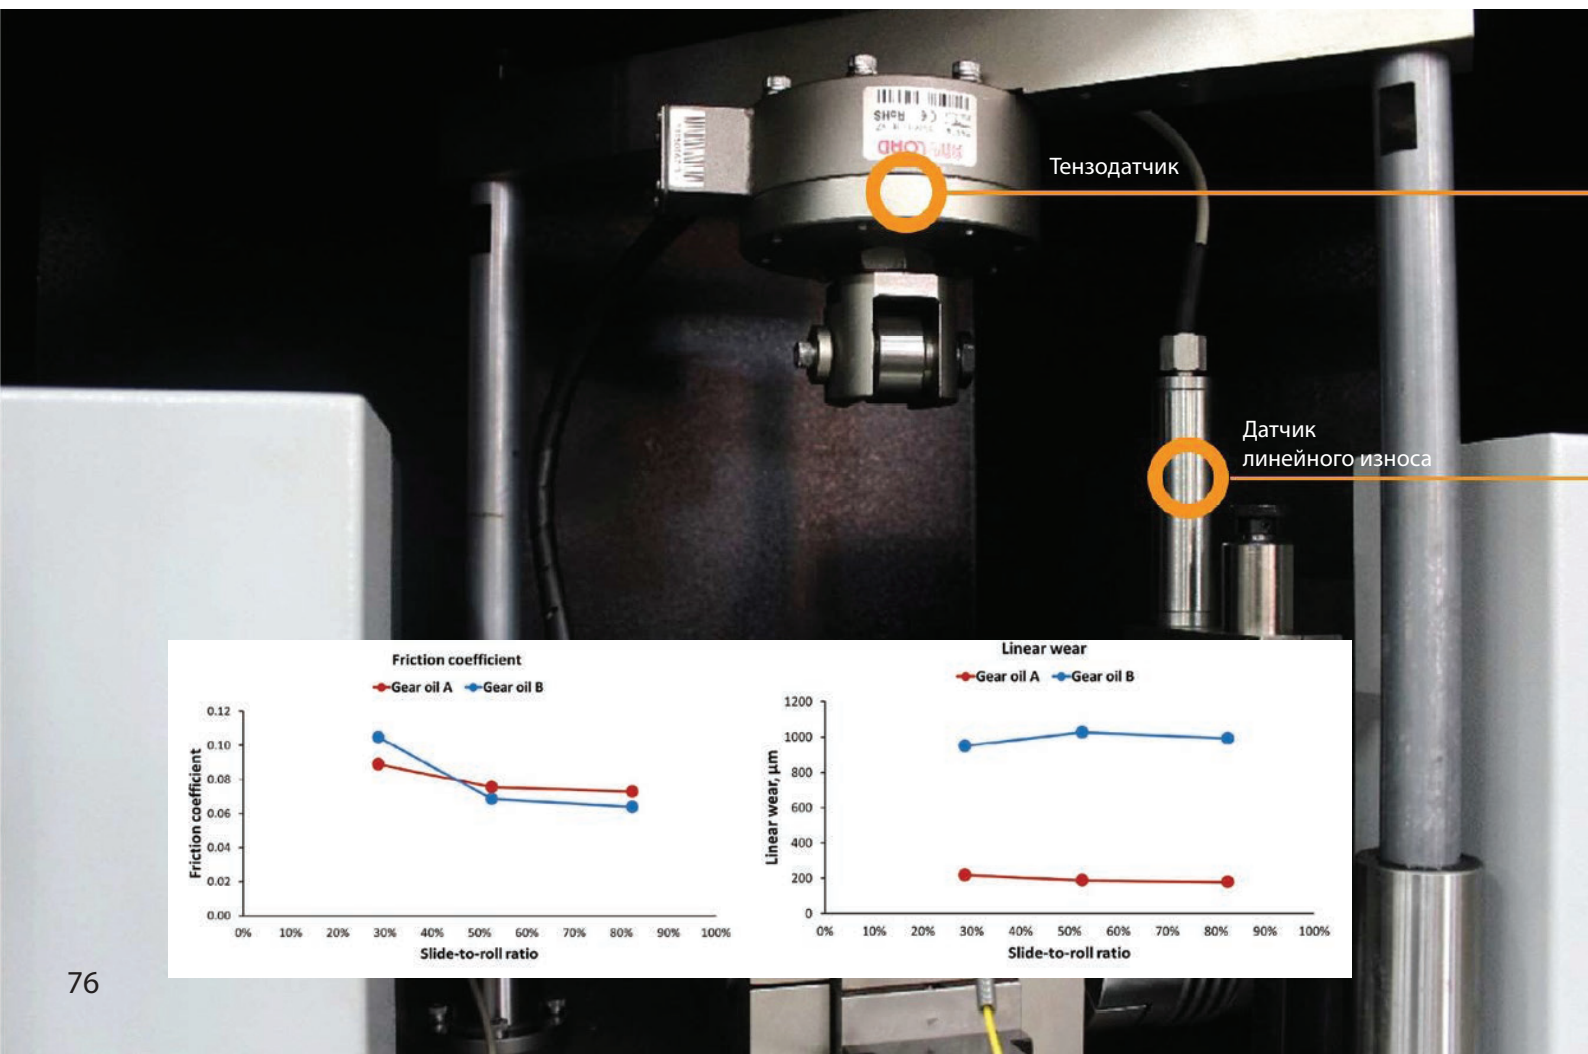 RoHS
LOAD
Тензодатчик
Датчик
линейного износа
Friction coefficient
Gear oil A Gear oil B
Friction coefficient
0.12
0.10
0.08
0.06
0.04
0.02
0.00
0% 10% 20% 30% 40% 50% 60% 70% 80% 90% 100%
Slide-to-roll ratio
Linear wear
Gear oil A Gear oil B
Linear wear, µm
1200
1000
800
600
400
200
0
0% 10% 20% 30% 40% 50% 60% 70% 80% 90% 100%
Slide-to-roll ratio
76